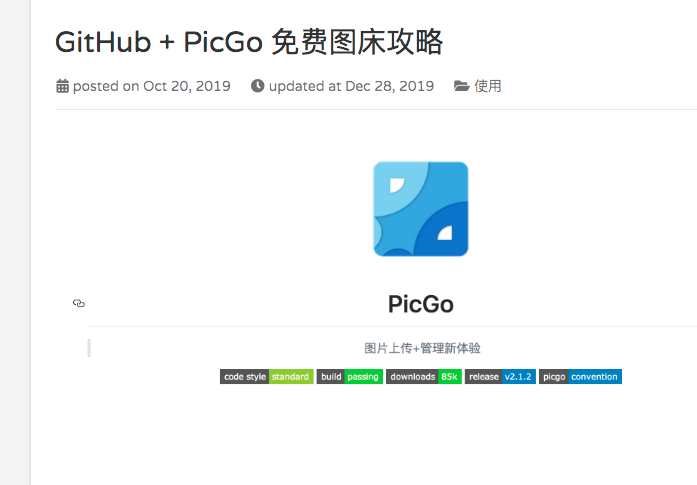 GitHub + PicGo 免费图床攻略
posted on Oct 20, 2019 updated at Dec 28, 2019 使用
PicGo
图片上传+管理新体验
code style standard build passing downloads 85k release v2.1.2 picgo convention